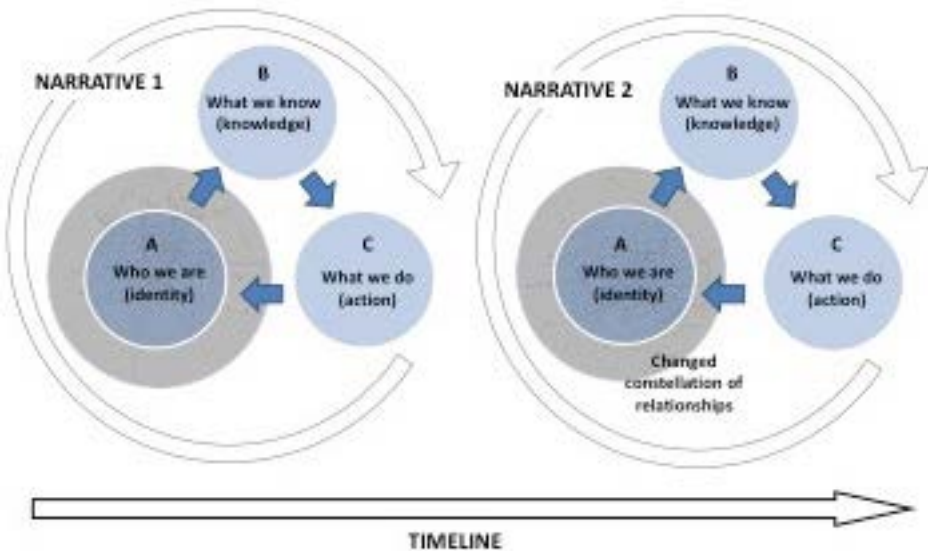 NARRATIVE 1
B
What we know
(knowledge)
A
Who we are
(identity)
C
What we do
(action)
NARRATIVE 2
B
What we know
(knowledge)
A
Who we are
(identity)
C
What we do
(action)
Changed
constellation of
relationships
TIMELINE